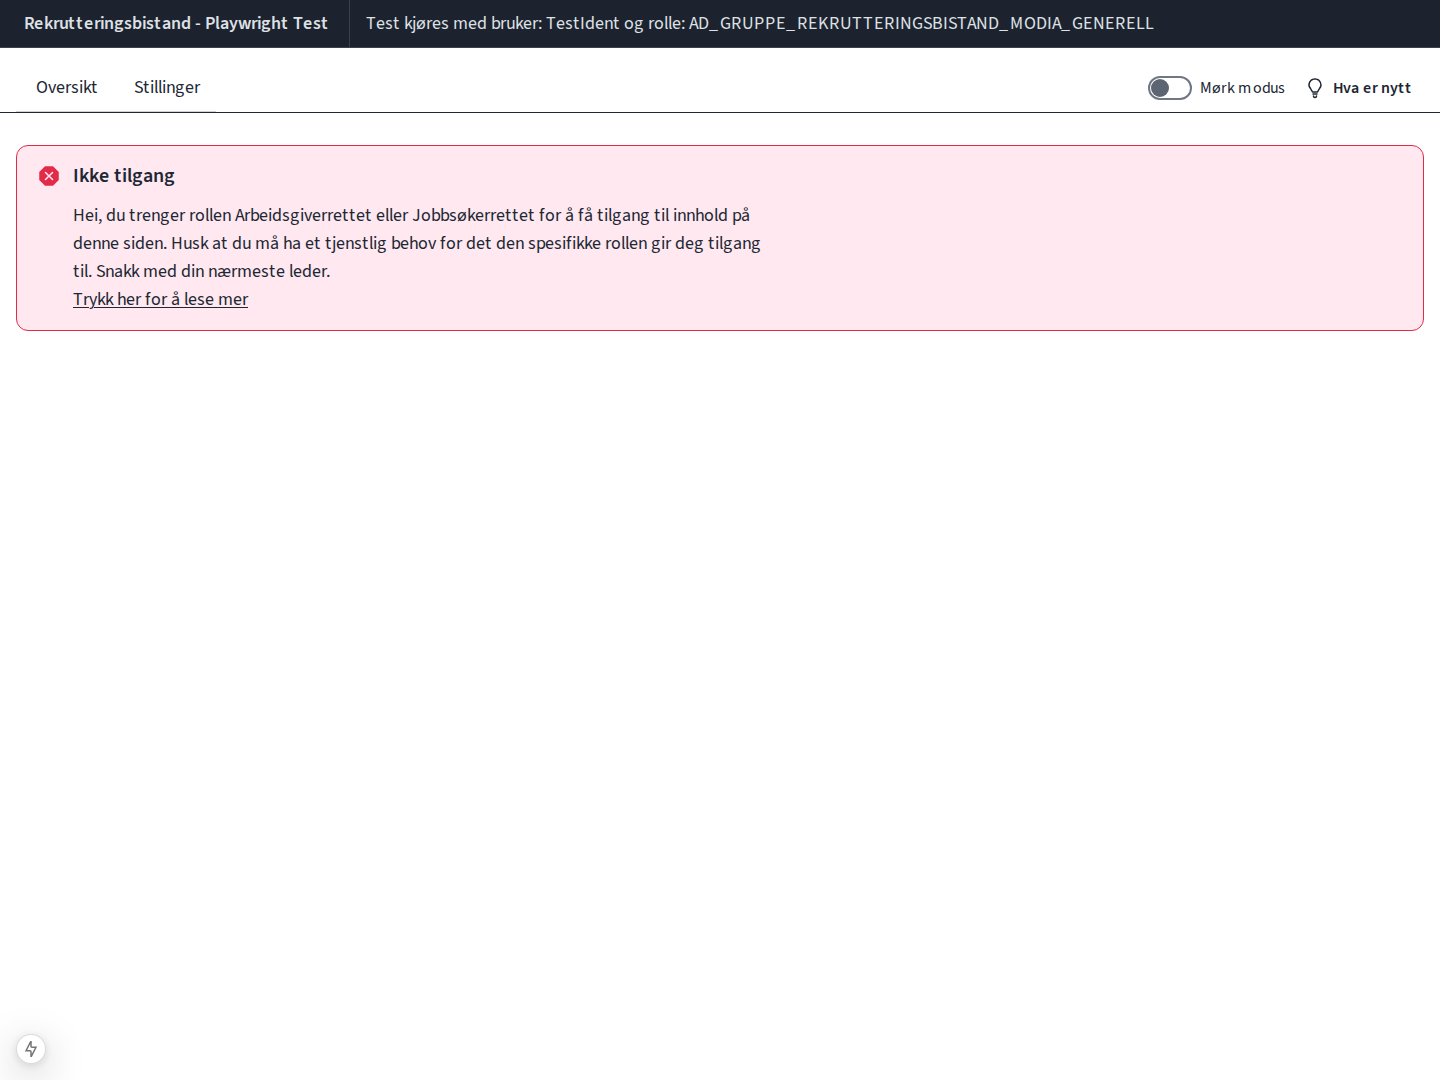 Rekrutteringsbistand - Playwright Test
Test kjøres med bruker: TestIdent og rolle: AD_GRUPPE_REKRUTTERINGSBISTAND_MODIA_GENERELL
Oversikt
Stillinger
Mørk modus
Hva er nytt
Ikke tilgang
Hei, du trenger rollen Arbeidsgiverrettet eller Jobbsøkerrettet for å få tilgang til innhold på
denne siden. Husk at du må ha et tjenstlig behov for det den spesifikke rollen gir deg tilgang
til. Snakk med din nærmeste leder.
Trykk her for å lese mer